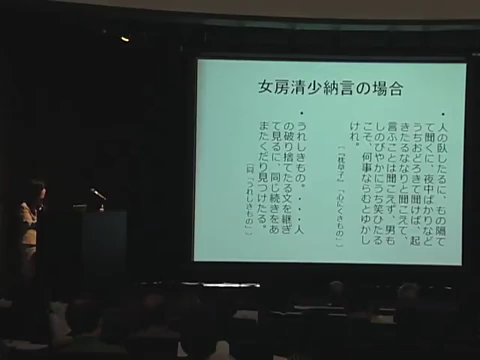 女房清少納言の場合
・人の臥したるに、もの隔
て聞くに、夜中ばかりなど
うちおどろきて聞けば、起
きたるななりと聞こえて、
言ふことは聞こえず、男も
しのびやかにうち笑ひたる
こそ、何事ならむとゆかし
けれ。
(『枕草子』「心にくきもの」)
・うれしきもの。・・・・人
の破り捨てたる文を継ぎ
て見るに、同じ続きをあ
またくだり見つけたる。
(同「うれしきもの」)